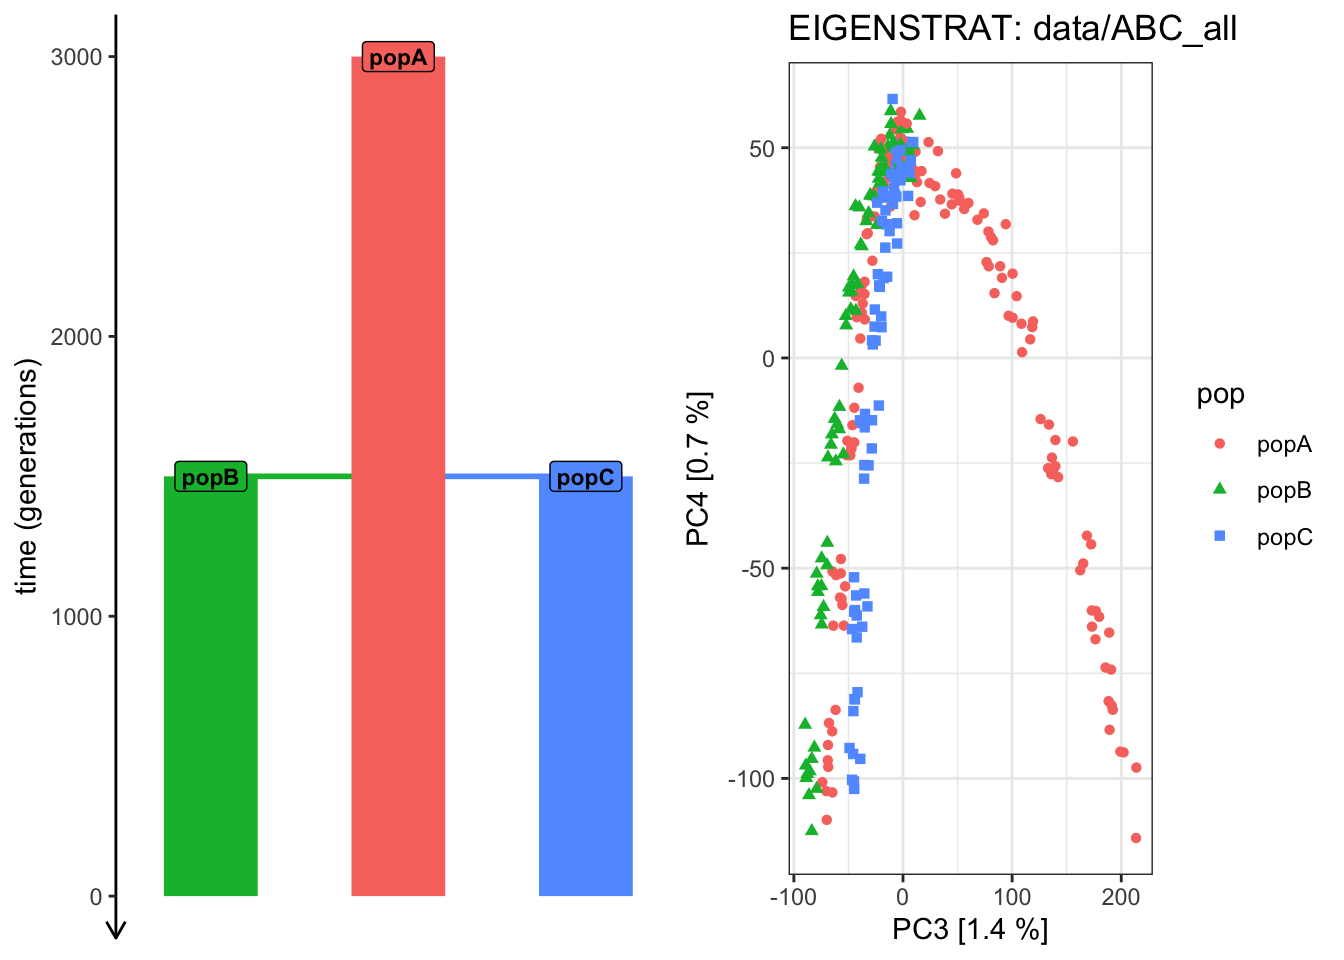 3000
2000
1000
0
time (generations)
popA
popB
popC
EIGENSTRAT: data/ABC_all
50
0
-50
-100
PC4 [0.7 %]
-100
0
100
200
PC3 [1.4 %]
pop
popA
popB
popC